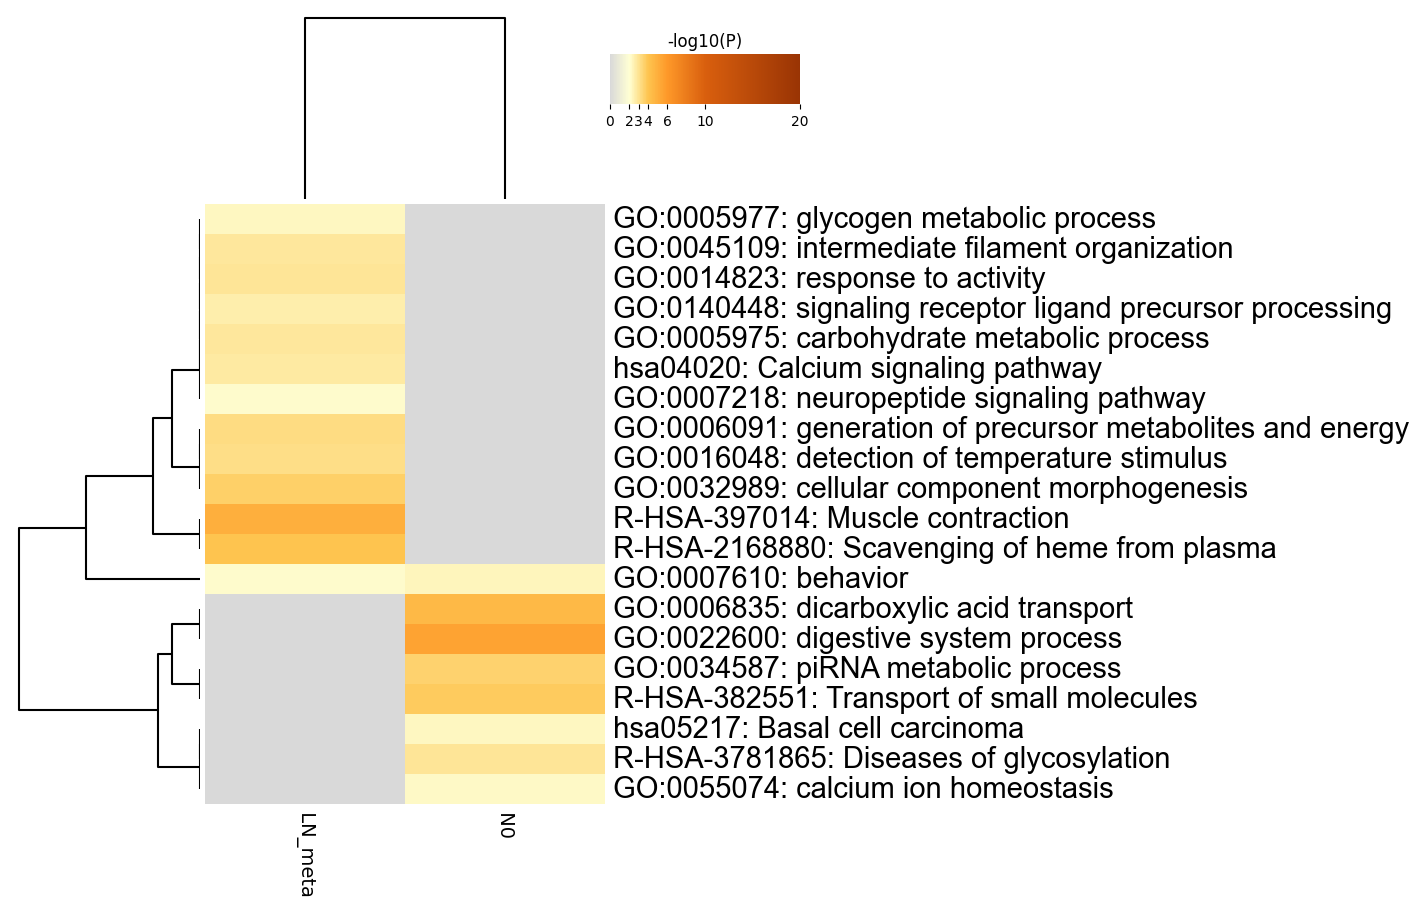 -log10(P)
0 2 3 4 6 10 20
GO:0005977: glycogen metabolic process
GO:0045109: intermediate filament organization
GO:0014823: response to activity
GO:0140448: signaling receptor ligand precursor processing
GO:0005975: carbohydrate metabolic process
hsa04020: Calcium signaling pathway
GO:0007218: neuropeptide signaling pathway
GO:0006091: generation of precursor metabolites and energy
GO:0016048: detection of temperature stimulus
GO:0032989: cellular component morphogenesis
R-HSA-397014: Muscle contraction
R-HSA-2168880: Scavenging of heme from plasma
GO:0007610: behavior
GO:0006835: dicarboxylic acid transport
GO:0022600: digestive system process
GO:0034587: piRNA metabolic process
R-HSA-382551: Transport of small molecules
hsa05217: Basal cell carcinoma
R-HSA-3781865: Diseases of glycosylation
GO:0055074: calcium ion homeostasis
LN_meta
N0